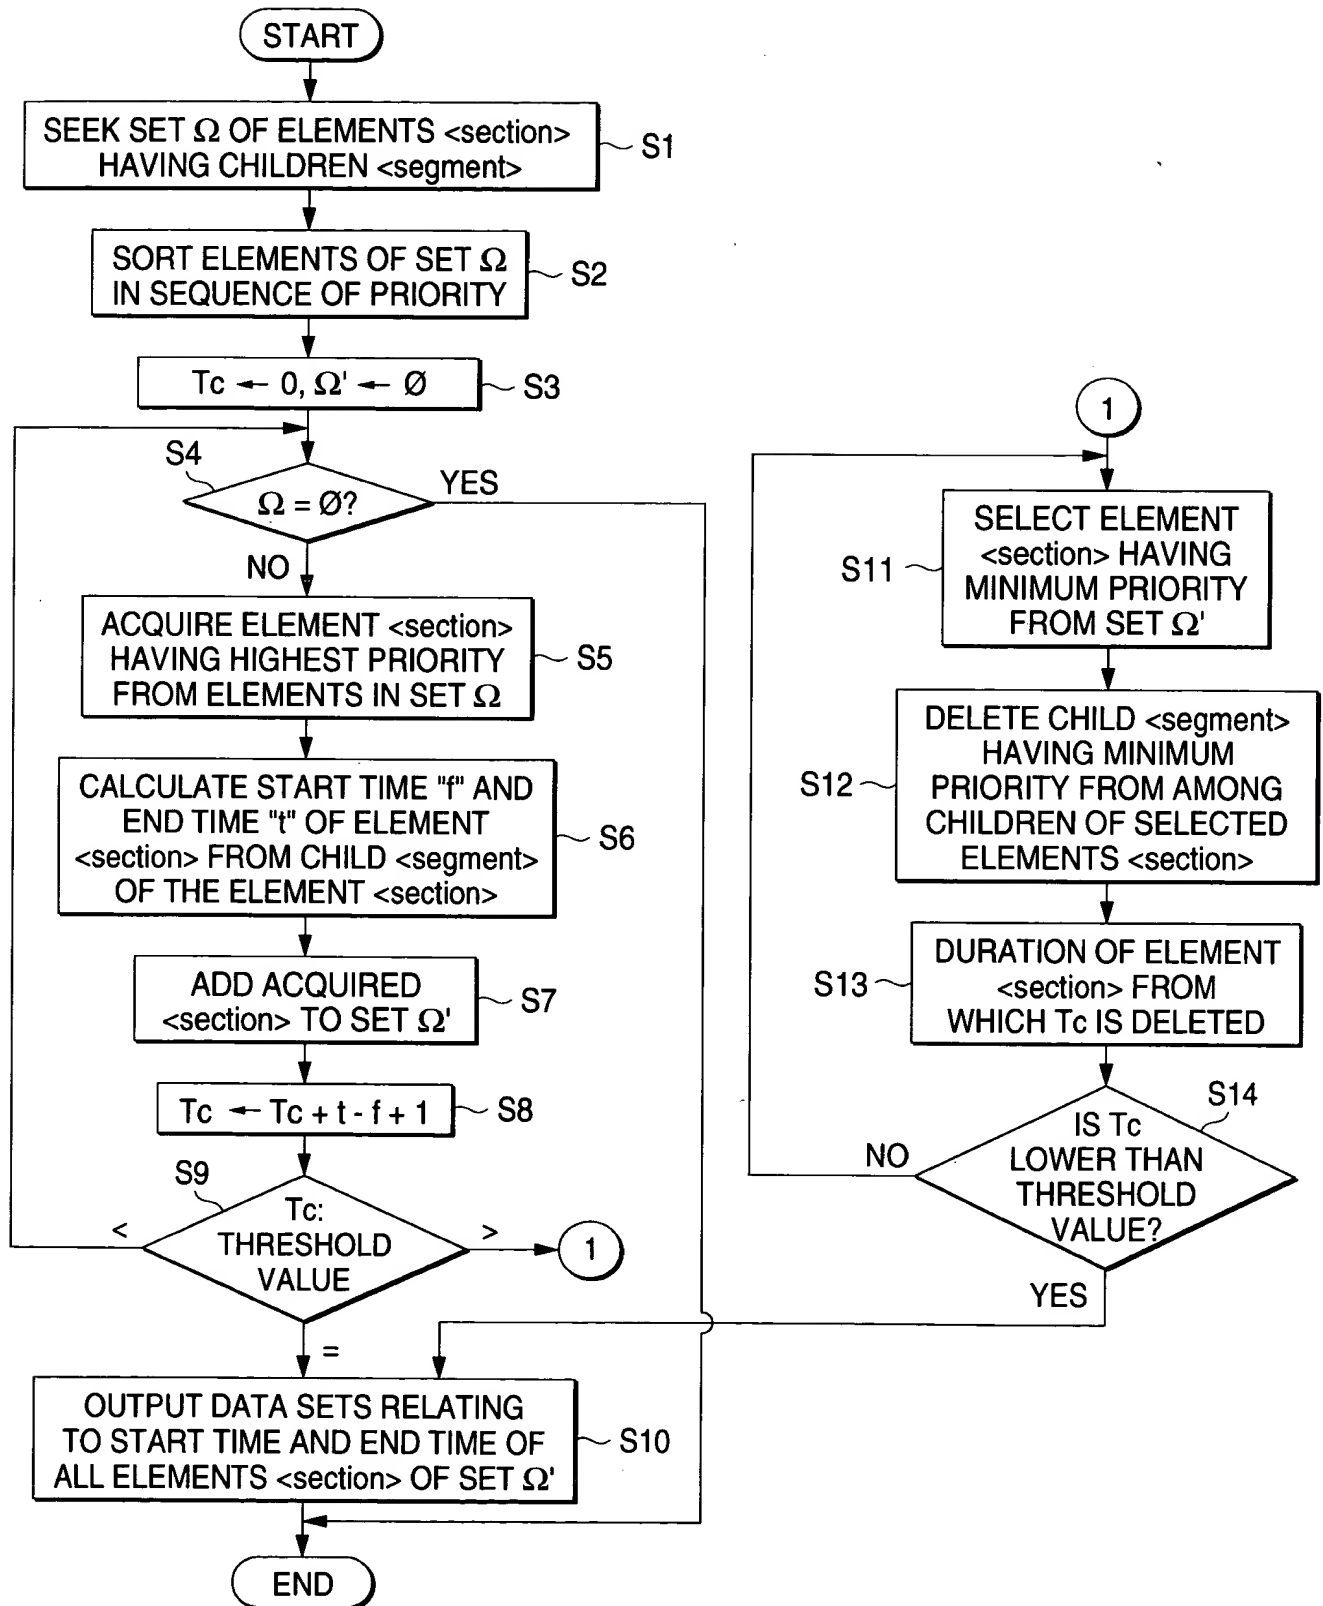 START
SEEK SET Ω OF ELEMENTS <section>
HAVING CHILDREN <segment>
S1
SORT ELEMENTS OF SET Ω
IN SEQUENCE OF PRIORITY
S2
Tc ← 0, Ω' ← Ø
S3
S4
Ω = Ø?
YES
NO
ACQUIRE ELEMENT <section>
HAVING HIGHEST PRIORITY
FROM ELEMENTS IN SET Ω
S5
CALCULATE START TIME "f" AND
END TIME "t" OF ELEMENT
<section> FROM CHILD <segment>
OF THE ELEMENT <section>
S6
ADD ACQUIRED
<section> TO SET Ω'
S7
Tc ← Tc + t - f + 1
S8
S9
Tc:
THRESHOLD
VALUE
<
>
1
=
OUTPUT DATA SETS RELATING
TO START TIME AND END TIME OF
ALL ELEMENTS <section> OF SET Ω'
S10
END
1
SELECT ELEMENT
<section> HAVING
MINIMUM PRIORITY
FROM SET Ω'
S11
DELETE CHILD <segment>
HAVING MINIMUM
PRIORITY FROM AMONG
CHILDREN OF SELECTED
ELEMENTS <section>
S12
DURATION OF ELEMENT
<section> FROM
WHICH Tc IS DELETED
S13
S14
IS Tc
LOWER THAN
THRESHOLD
VALUE?
NO
YES